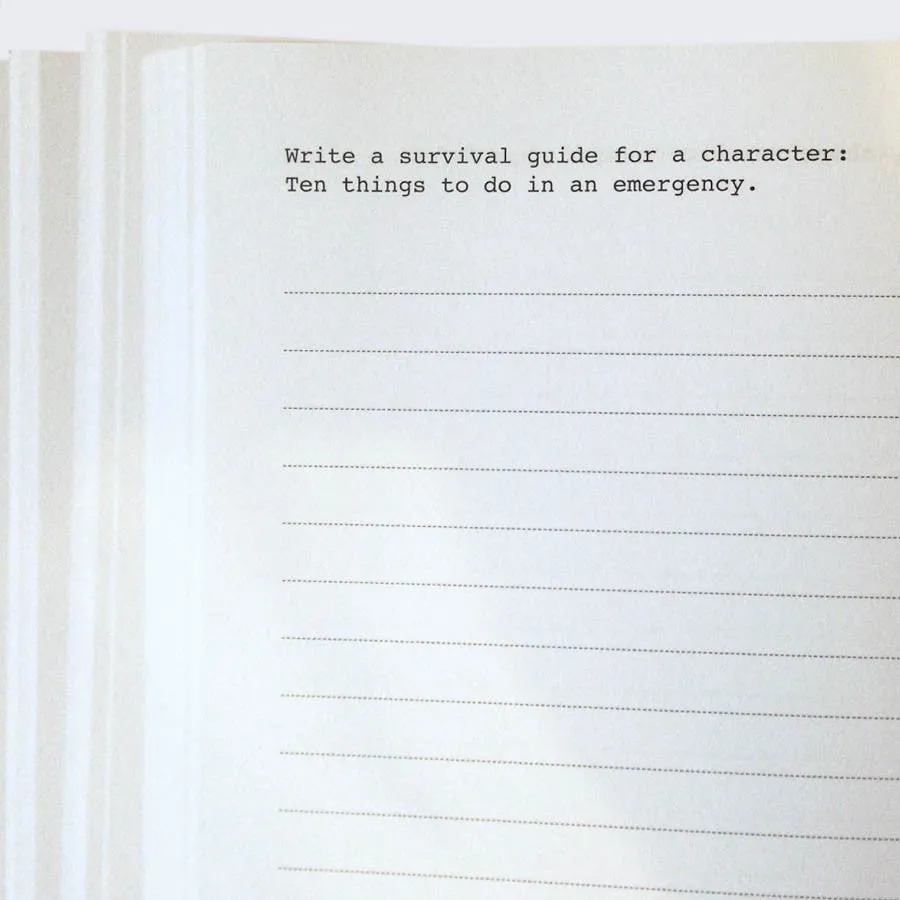 Write a survival guide for a character:
Ten things to do in an emergency.